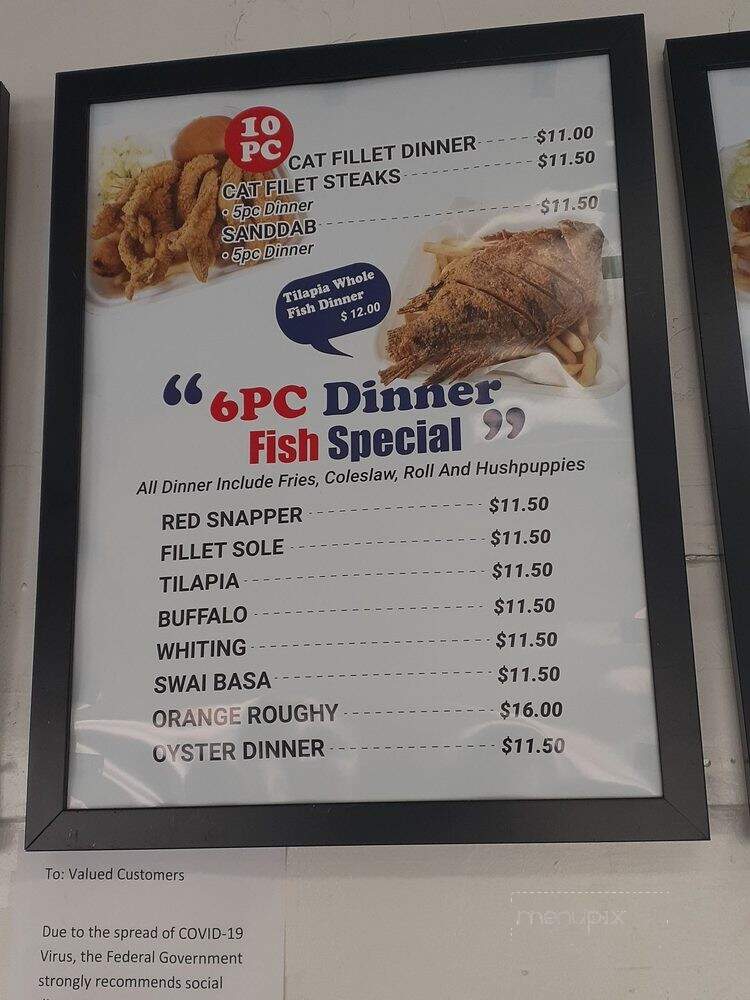 10
PC
CAT FILLET DINNER $11.00
CAT FILET STEAKS $11.50
• 5pc Dinner
SANDDAB $11.50
• 5pc Dinner
Tilapia Whole
Fish Dinner
$ 12.00
“6PC Dinner
Fish Special”
All Dinner Include Fries, Coleslaw, Roll And Hushpuppies
RED SNAPPER $11.50
FILLET SOLE $11.50
TILAPIA $11.50
BUFFALO $11.50
WHITING $11.50
SWAI BASA $11.50
ORANGE ROUGHY $16.00
OYSTER DINNER $11.50
To: Valued Customers
Due to the spread of COVID-19
Virus, the Federal Government
strongly recommends social
menupix